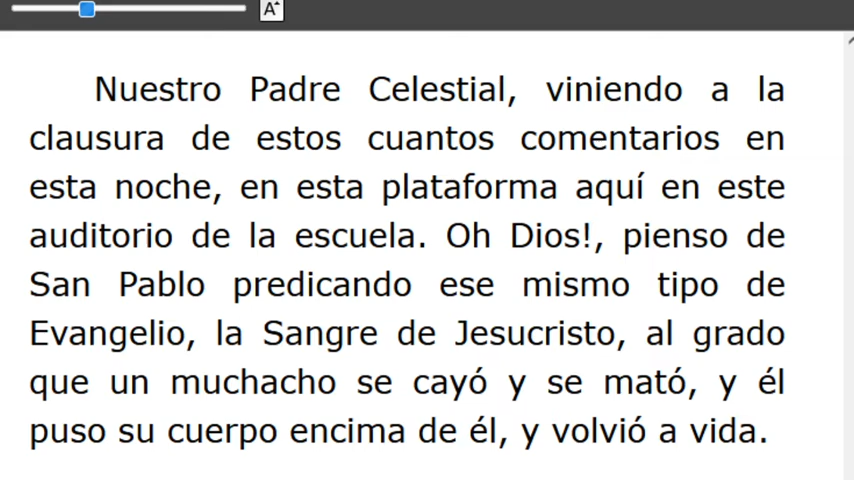 A
Nuestro Padre Celestial, viniendo a la
clausura de estos cuantos comentarios en
esta noche, en esta plataforma aquí en este
auditorio de la escuela. Oh Dios!, pienso de
San Pablo predicando ese mismo tipo de
Evangelio, la Sangre de Jesucristo, al grado
que un muchacho se cayó y se mató, y él
puso su cuerpo encima de él, y volvió a vida.